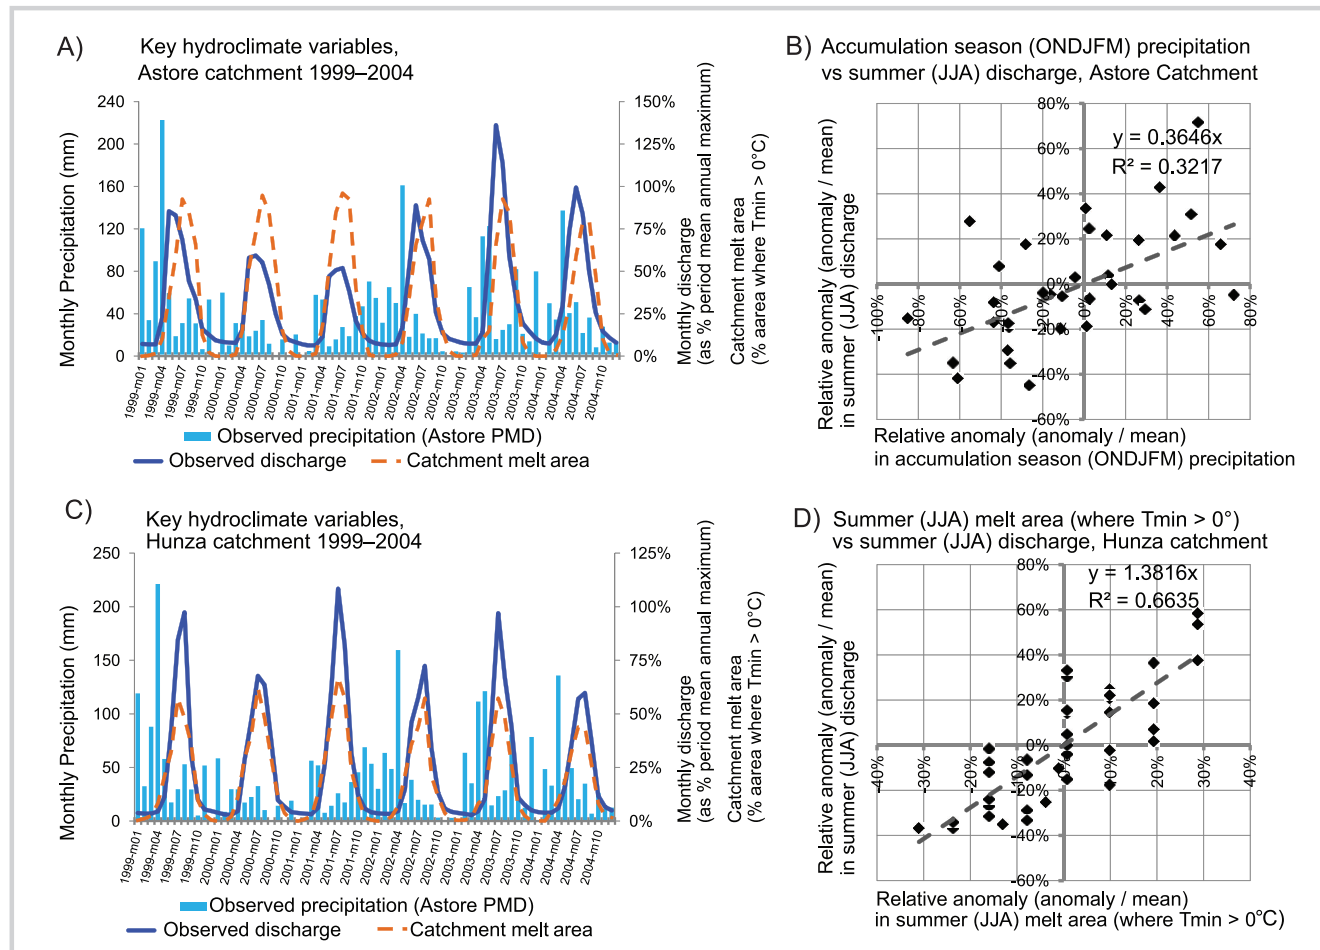 A)
Key hydroclimate variables,
Astore catchment 1999–2004
Monthly Precipitation (mm)
240
200
160
120
80
40
0
150%
125%
100%
75%
50%
25%
0%
Monthly discharge
(as % period mean annual maximum)
Catchment melt area
(% aarea where Tmin > 0°C)
1999-m01
1999-m04
1999-m07
1999-m10
2000-m01
2000-m04
2000-m07
2000-m10
2001-m01
2001-m04
2001-m07
2001-m10
2002-m01
2002-m04
2002-m07
2002-m10
2003-m01
2003-m04
2003-m07
2003-m10
2004-m01
2004-m04
2004-m07
2004-m10
Observed precipitation (Astore PMD)
Observed discharge
Catchment melt area
B) Accumulation season (ONDJFM) precipitation
vs summer (JJA) discharge, Astore Catchment
Relative anomaly (anomaly / mean)
in summer (JJA) discharge
80%
60%
40%
20%
0%
-20%
-40%
-60%
y = 0.3646x
R² = 0.3217
-100%
-80%
-60%
-40%
-20%
0%
20%
40%
60%
80%
Relative anomaly (anomaly / mean)
in accumulation season (ONDJFM) precipitation
C)
Key hydroclimate variables,
Hunza catchment 1999–2004
Monthly Precipitation (mm)
250
200
150
100
50
0
125%
100%
75%
50%
25%
0%
Monthly discharge
(as % period mean annual maximum)
Catchment melt area
(% aarea where Tmin > 0°C)
1999-m01
1999-m04
1999-m07
1999-m10
2000-m01
2000-m04
2000-m07
2000-m10
2001-m01
2001-m04
2001-m07
2001-m10
2002-m01
2002-m04
2002-m07
2002-m10
2003-m01
2003-m04
2003-m07
2003-m10
2004-m01
2004-m04
2004-m07
2004-m10
Observed precipitation (Astore PMD)
Observed discharge
Catchment melt area
D) Summer (JJA) melt area (where Tmin > 0°)
vs summer (JJA) discharge, Hunza catchment
Relative anomaly (anomaly / mean)
in summer (JJA) discharge
80%
60%
40%
20%
0%
-20%
-40%
-60%
y = 1.3816x
R² = 0.6635
-40%
-30%
-20%
-10%
0%
10%
20%
30%
40%
Relative anomaly (anomaly / mean)
in summer (JJA) melt area (where Tmin > 0°C)